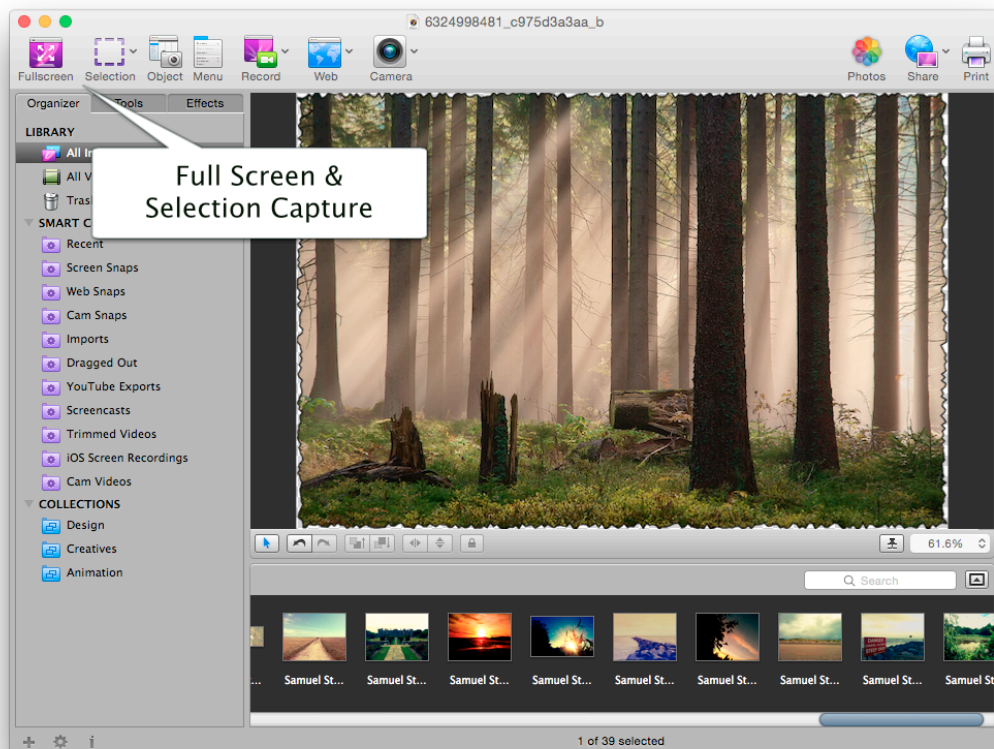 6324998481_c975d3a3aa_b
Fullscreen Selection Object Menu Record Web Camera Photos Share Print
Organizer Tools Effects
LIBRARY
All
All
Full Screen &
Selection Capture
SMART
Recent
Screen Snaps
Web Snaps
Cam Snaps
Imports
Dragged Out
YouTube Exports
Screencasts
Trimmed Videos
iOS Screen Recordings
Cam Videos
COLLECTIONS
Design
Creatives
Animation
61.6%
Search
DANGER
Samuel St... Samuel St... Samuel St... Samuel St... Samuel St... Samuel St... Samuel St... Samuel St... Samuel St
1 of 39 selected